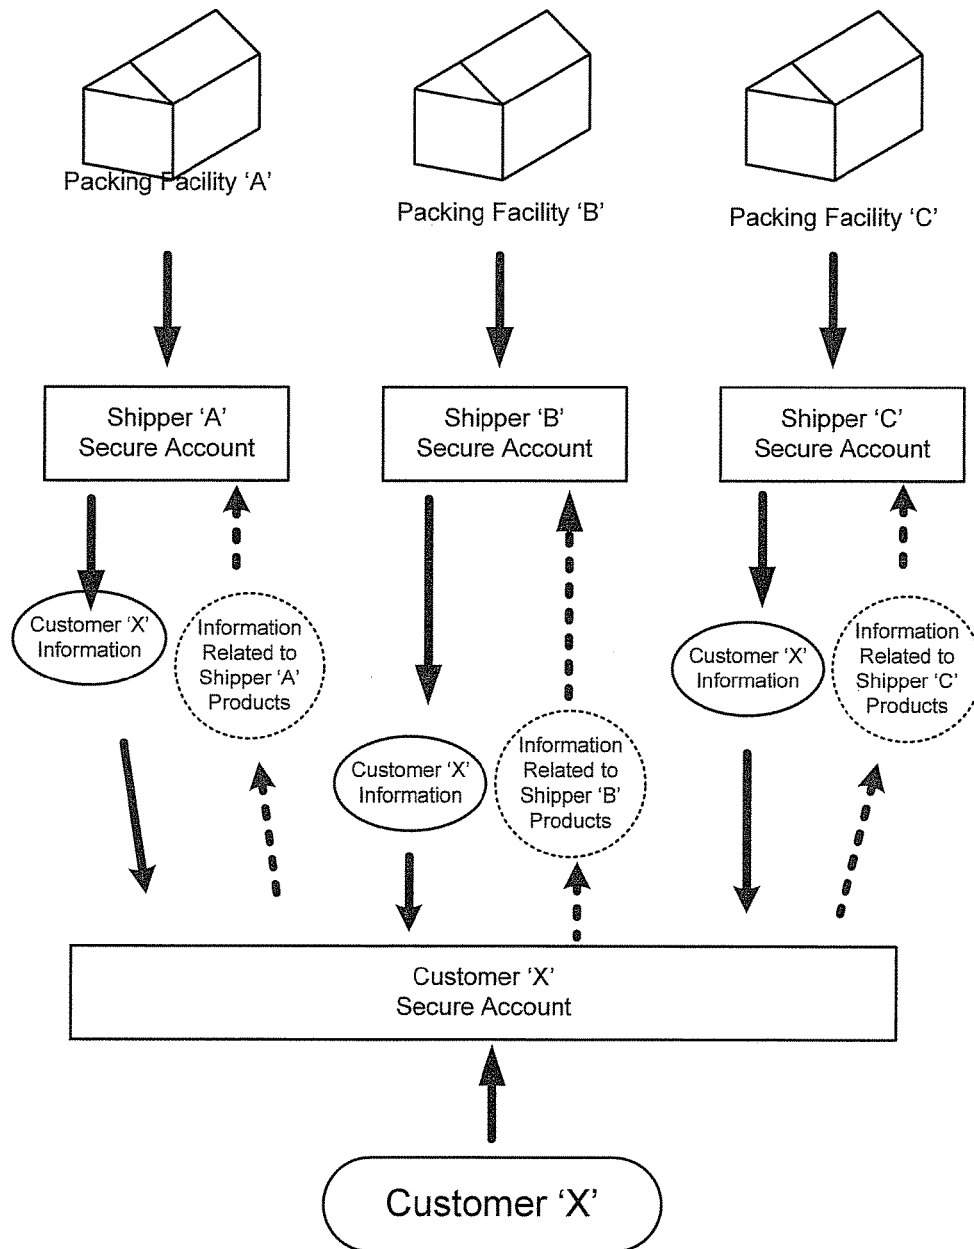 Packing Facility ‘A’
Packing Facility ‘B’
Packing Facility ‘C’
Shipper ‘A’
Secure Account
Shipper ‘B’
Secure Account
Shipper ‘C’
Secure Account
Customer ‘X’
Information
Information
Related to
Shipper ‘A’
Products
Customer ‘X’
Information
Information
Related to
Shipper ‘B’
Products
Customer ‘X’
Information
Information
Related to
Shipper ‘C’
Products
Customer ‘X’
Secure Account
Customer ‘X’